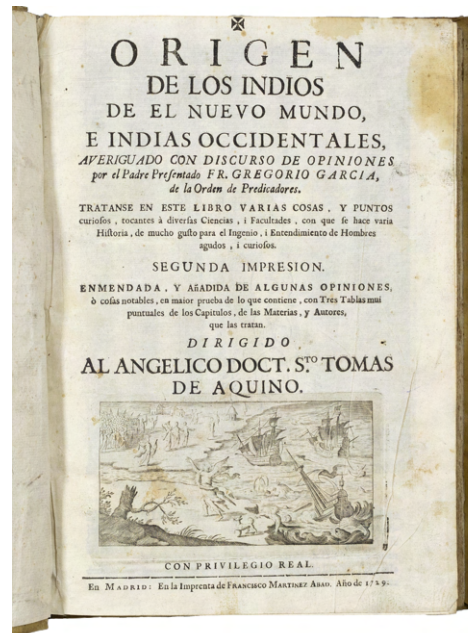 ORIGEN
DE LOS INDIOS
DE EL NUEVO MUNDO,
E INDIAS OCCIDENTALES,
AVERIGUADO CON DISCURSO DE OPINIONES
por el Padre Presentado FR. GREGORIO GARCIA,
de la Orden de Predicadores.
TRATANSE EN ESTE LIBRO VARIAS COSAS, Y PUNTOS
curiosos, tocantes à diversas Ciencias, i Facultades, con que se hace varia
Historia, de mucho gusto para el Ingenio, i Entendimiento de Hombres
agudos, i curiosos.
SEGUNDA IMPRESION.
ENMENDADA, Y AñADIDA DE ALGUNAS OPINIONES,
ò cosas notables, en maior prueba de lo que contiene, con Tres Tablas mui
puntuales de los Capitulos, de las Materias, y Autores,
que las tratan.
DIRIGIDO
AL ANGELICO DOCT. S.TO TOMAS
DE AQUINO.
CON PRIVILEGIO REAL.
En MADRID: En la Imprenta de FRANCISCO MARTINEZ ABAD. Año de 1729.